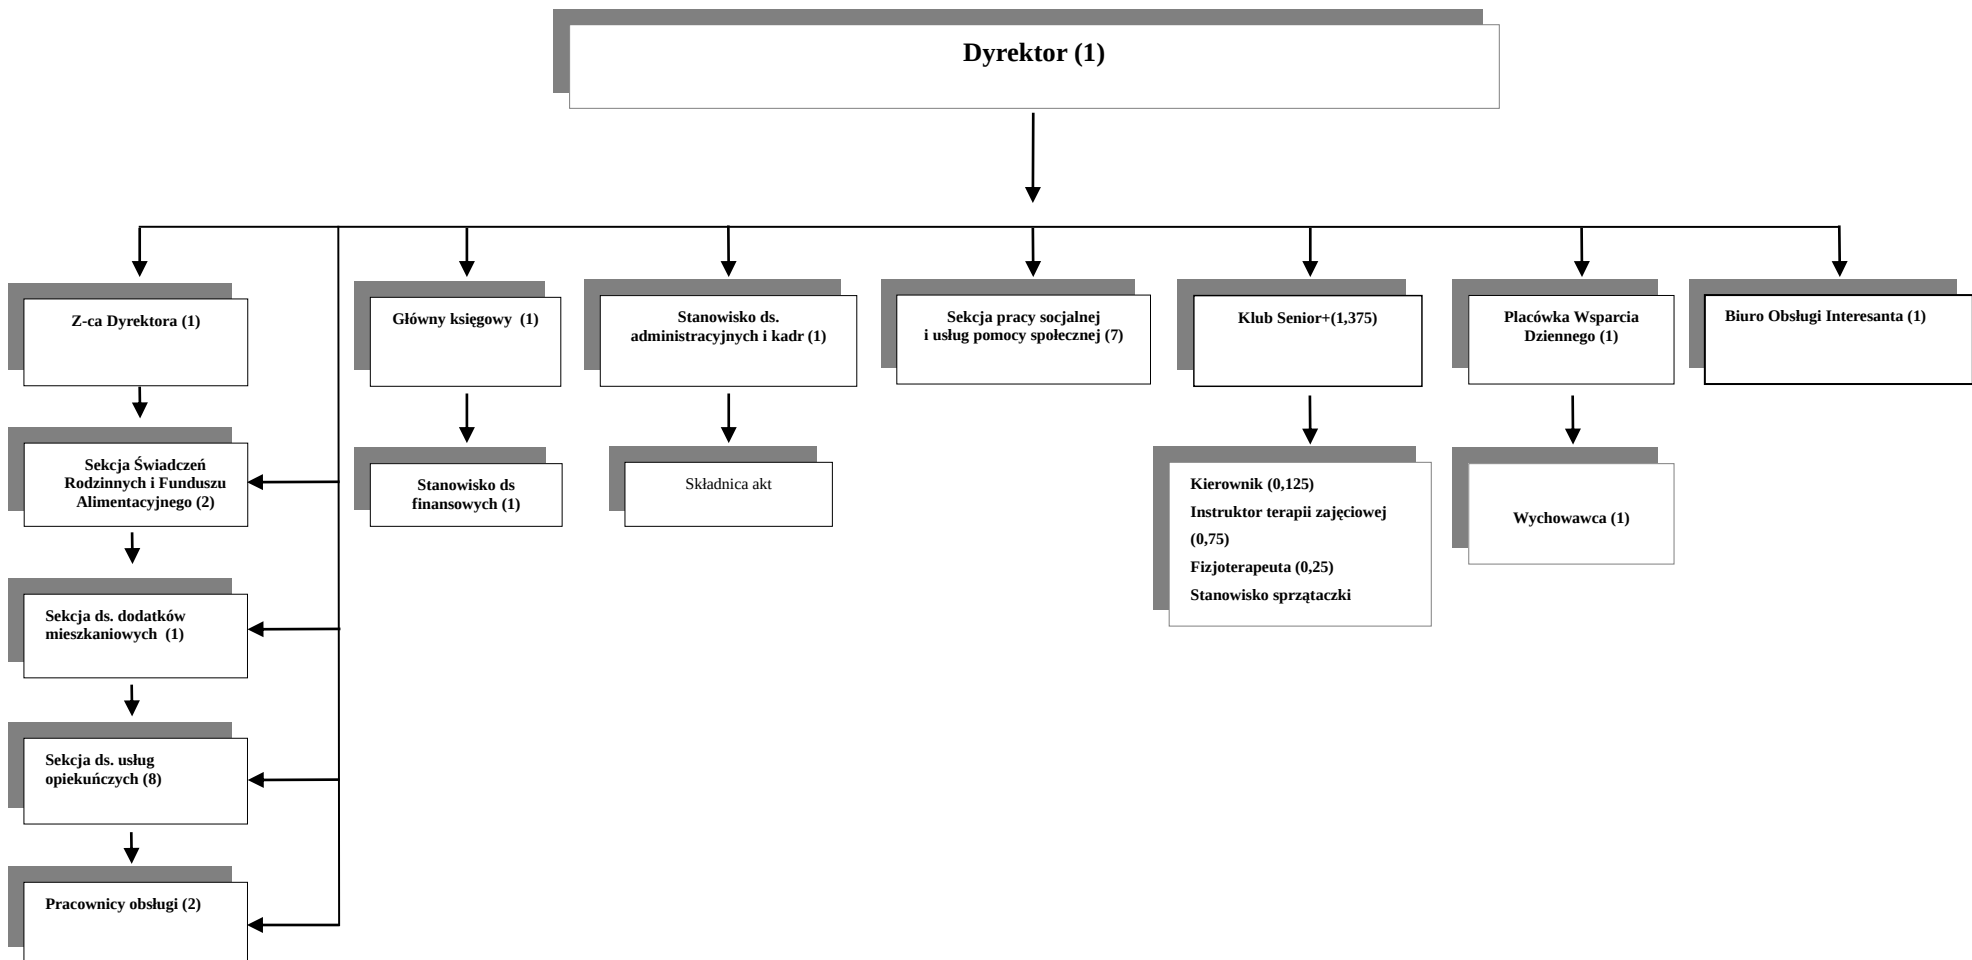 Dyrektor (1)
Z-ca Dyrektora (1)
Główny księgowy (1)
Stanowisko ds.
administracyjnych i kadr (1)
Sekcja pracy socjalnej
i usług pomocy społecznej (7)
Klub Senior+(1,375)
Placówka Wsparcia
Dziennego (1)
Biuro Obsługi Interesanta (1)
Sekcja Świadczeń
Rodzinnych i Funduszu
Alimentacyjnego (2)
Stanowisko ds
finansowych (1)
Składnica akt
Kierownik (0,125)
Instruktor terapii zajęciowej
(0,75)
Fizjoterapeuta (0,25)
Stanowisko sprzątaczki
Wychowawca (1)
Sekcja ds. dodatków
mieszkaniowych (1)
Sekcja ds. usług
opiekuńczych (8)
Pracownicy obsługi (2)